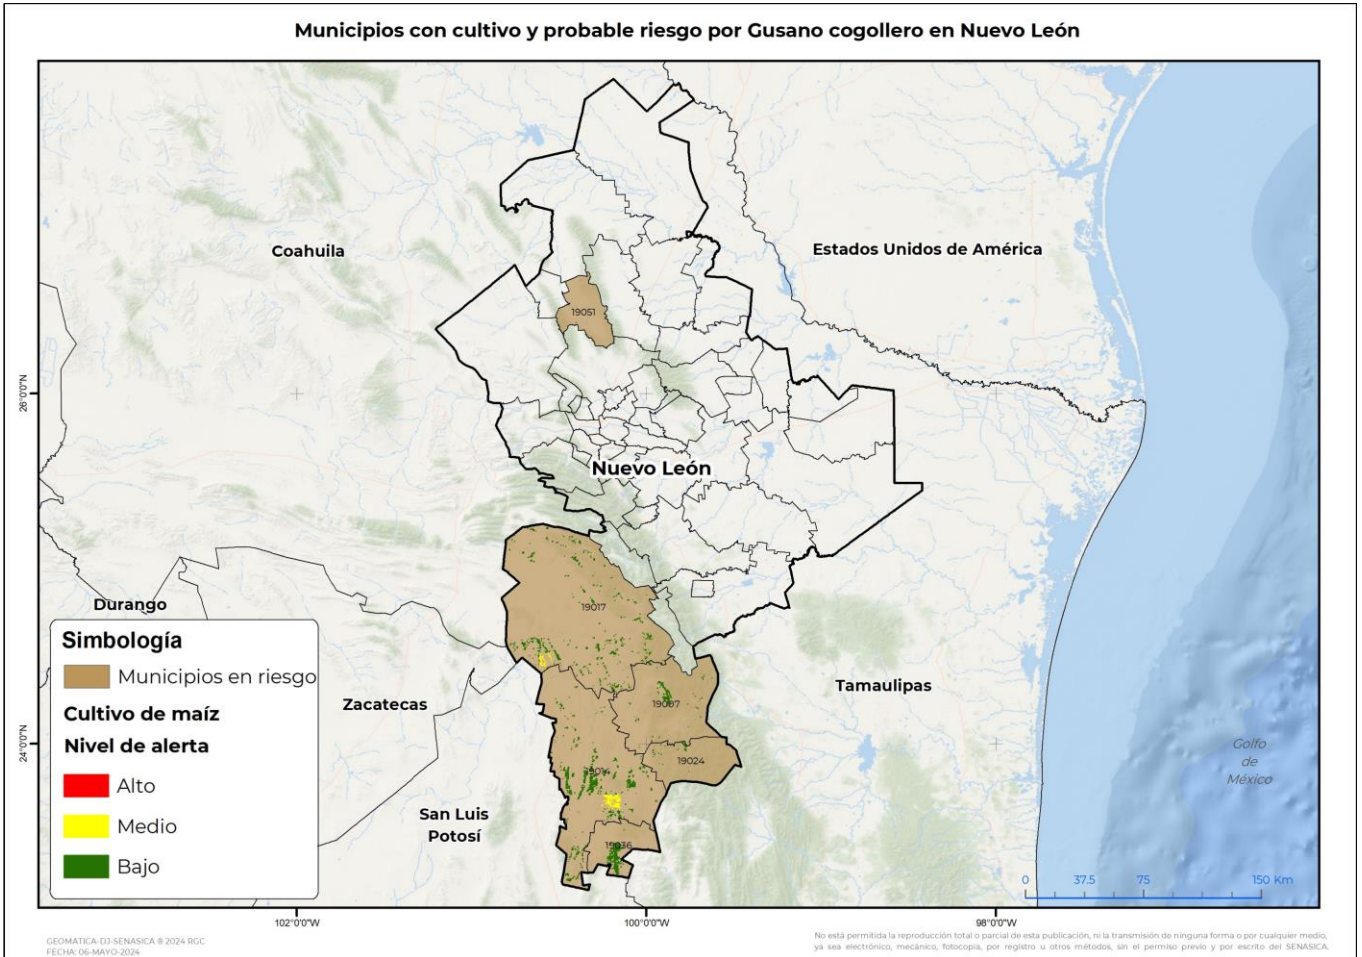 Municipios con cultivo y probable riesgo por Gusano cogollero en Nuevo León
Coahuila
Estados Unidos de América
19051
26°0'0"N
Nuevo León
19017
Durango
Simbología
Municipios en riesgo
Cultivo de maíz
Nivel de alerta
Alto
Medio
Bajo
Zacatecas
Tamaulipas
19007
24°0'0"N
19024
19014
Golfo
de
México
San Luis
Potosí
19036
0 37.5 75 150 Km
102°0'0"W 100°0'0"W 98°0'0"W
GEOMATICA-DJ-SENASICA ® 2024 RGC
FECHA: 06-MAYO-2024
No está permitida la reproducción total o parcial de esta publicación, ni la transmisión de ninguna forma o por cualquier medio,
ya sea electrónico, mecánico, fotocopia, por registro u otros métodos, sin el permiso previo y por escrito del SENASICA.